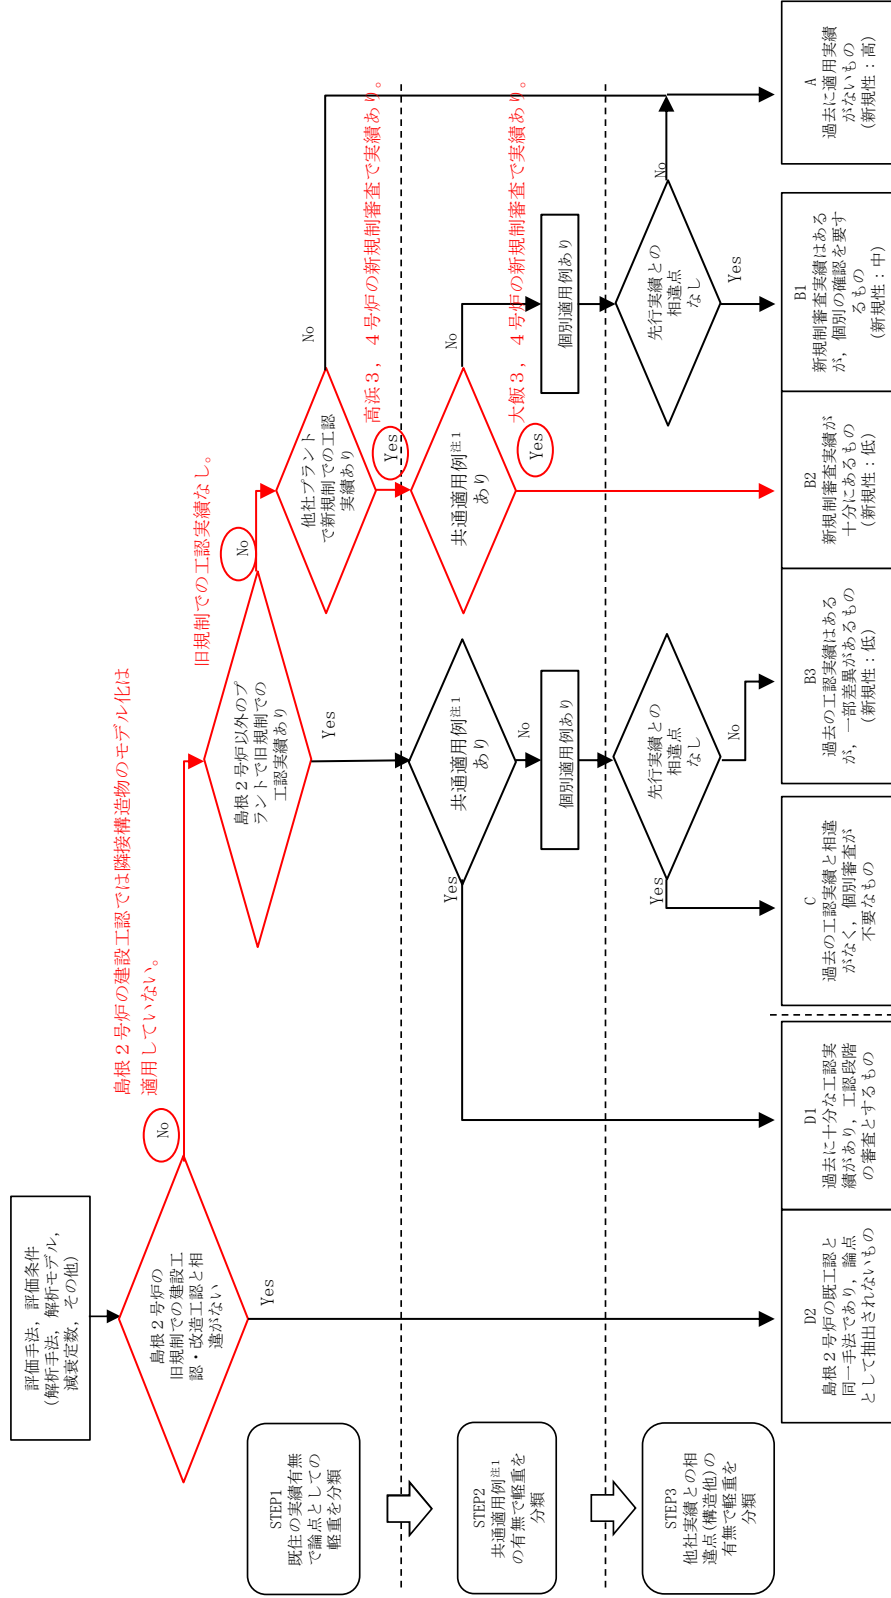 評価手法，評価条件
(解析手法，解析モデル，
減衰定数，その他)
島根２号炉の
旧規制での建設工
認・改造工認と相
違がない
No
Yes
島根２号炉の建設工認では隣接構造物のモデル化は
適用していない。
島根２号炉以外のプ
ラントで旧規制での
工認実績あり
No
Yes
旧規制での工認実績なし。
他社プラント
で新規制での工認
実績あり
No
Yes
高浜３，４号炉の新規制審査で実績あり。
STEP1
既往の実績有無
で論点としての
軽重を分類
STEP2
共通適用例注1
の有無で軽重を
分類
STEP3
他社実績との相
違点(構造他)の
有無で軽重を
分類
共通適用例注1
あり
Yes
No
個別適用例あり
先行実績との
相違点
なし
Yes
No
共通適用例注1
あり
No
Yes
大飯３，４号炉の新規制審査で実績あり。
個別適用例あり
先行実績との
相違点
なし
No
Yes
D2
島根２号炉の既工認と
同一手法であり，論点
として抽出されないもの
D1
過去に十分な工認実
績があり，工認段階
の審査とするもの
C
過去の工認実績と相違
がなく，個別審査が
不要なもの
B3
過去の工認実績はある
が，一部差異があるもの
(新規性：低)
B2
新規制審査実績が
十分にあるもの
(新規性：低)
B1
新規制審査実績はある
が，個別の確認を要す
るもの
(新規性：中)
A
過去に適用実績
がないもの
(新規性：高)